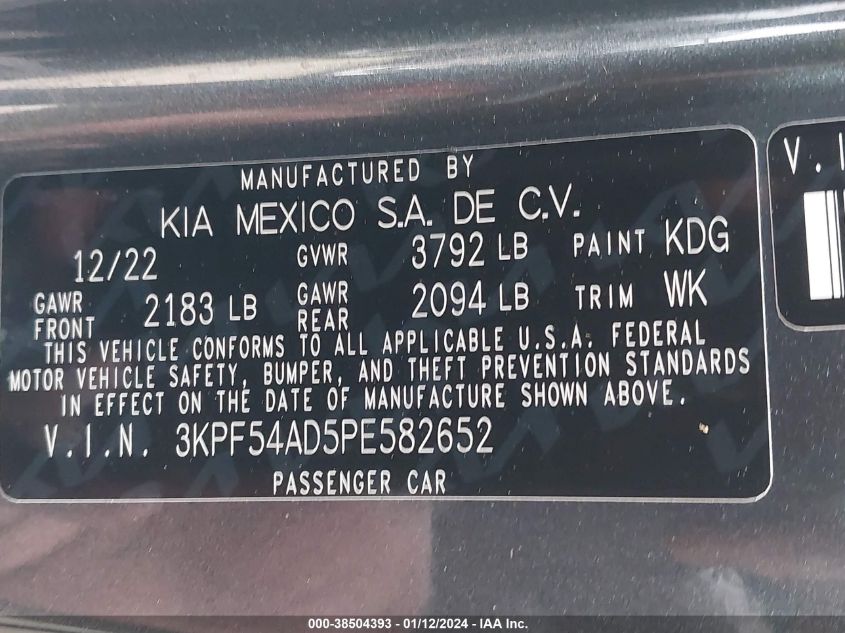 MANUFACTURED BY
KIA MEXICO S.A. DE C.V.
12/22 GVWR 3792 LB PAINT KDG
GAWR FRONT 2183 LB GAWR REAR 2094 LB TRIM WK
THIS VEHICLE CONFORMS TO ALL APPLICABLE U.S.A. FEDERAL
MOTOR VEHICLE SAFETY, BUMPER, AND THEFT PREVENTION STANDARDS
IN EFFECT ON THE DATE OF MANUFACTURE SHOWN ABOVE.
V.I.N. 3KPF54AD5PE582652
PASSENGER CAR
V.I
000-38504393 - 01/12/2024 - IAA Inc.